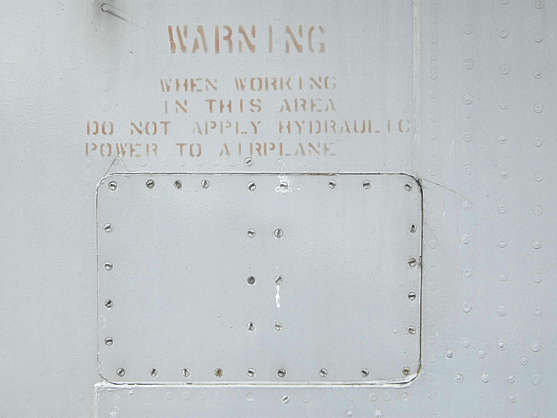 WARNING
WHEN WORKING
IN THIS AREA
DO NOT APPLY HYDRAULIC
POWER TO AIRPLANE